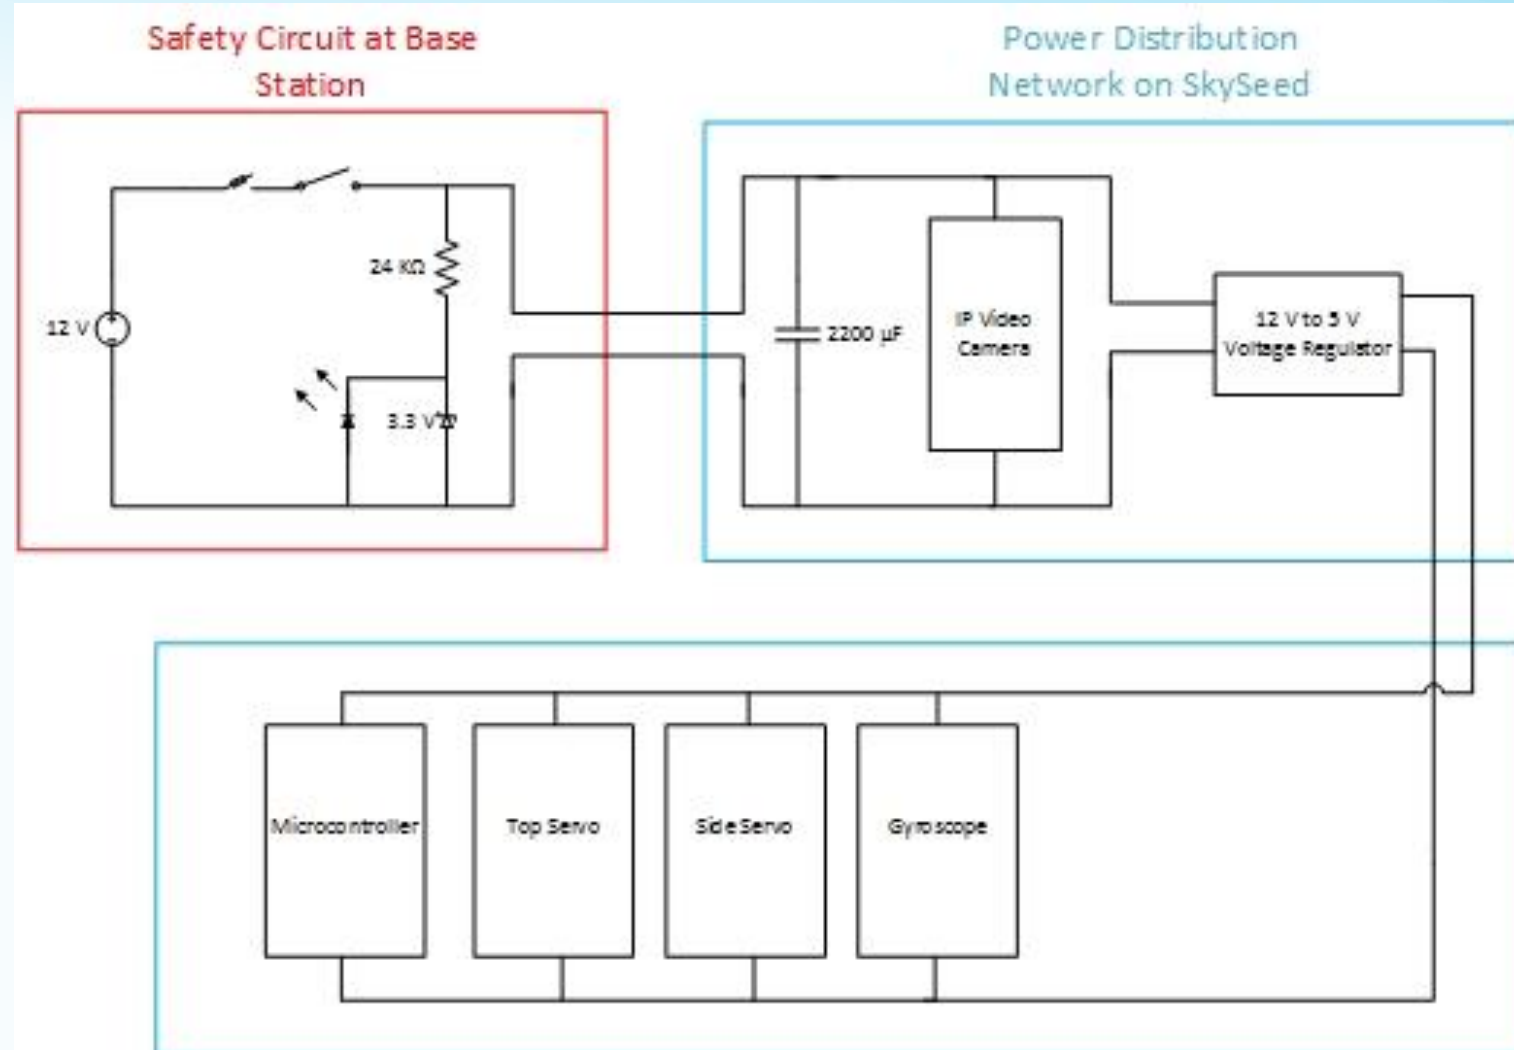 Safety Circuit at Base
Station
Power Distribution
Network on SkySeed
24 KΩ
12 V
3.3 V
2200 µF
IP Video
Camera
12 V to 5 V
Voltage Regulator
Microcontroller
Top Servo
Side Servo
Gyroscope